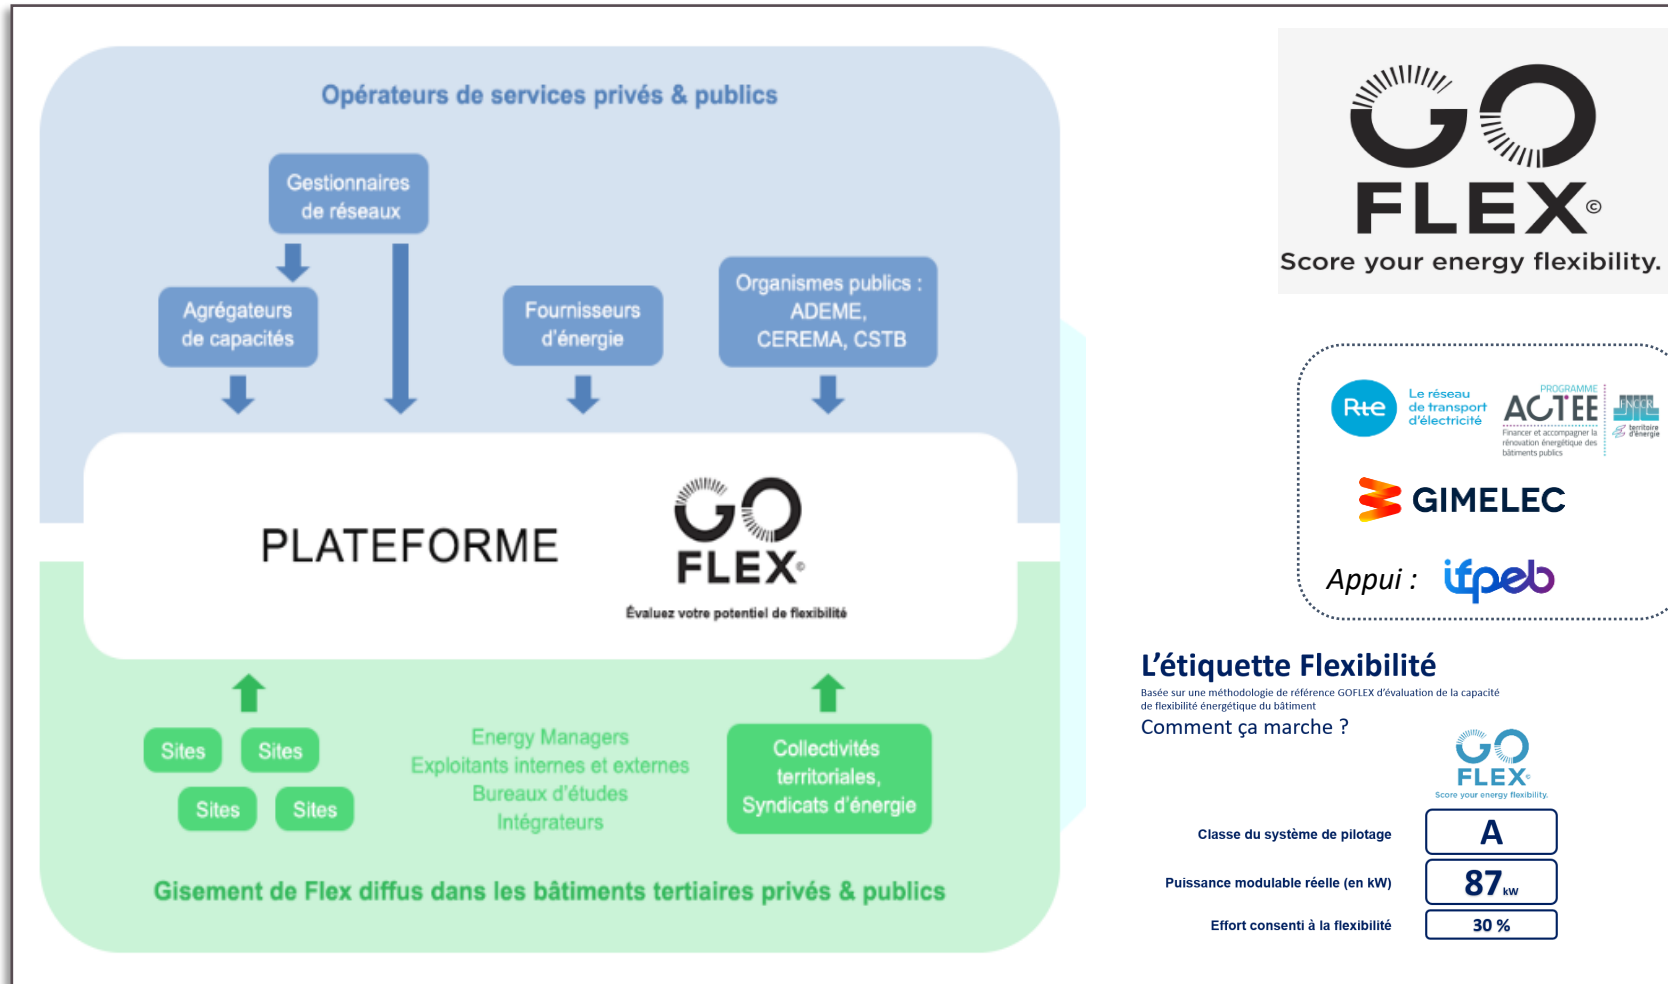 Opérateurs de services privés & publics
Gestionnaires
de réseaux
Agrégateurs
de capacités
Fournisseurs
d'énergie
Organismes publics :
ADEME,
CEREMA, CSTB
PLATEFORME
GO
FLEX©
Évaluez votre potentiel de flexibilité
Sites
Sites
Sites
Sites
Energy Managers
Exploitants internes et externes
Bureaux d'études
Intégrateurs
Collectivités
territoriales,
Syndicats d'énergie
Gisement de Flex diffus dans les bâtiments tertiaires privés & publics
GO
FLEX©
Score your energy flexibility.
Rte
Le réseau
de transport
d'électricité
PROGRAMME
ACTEE
Financer et accompagner la
rénovation énergétique des
bâtiments publics
FNCCR
territoire
d'énergie
GIMELEC
Appui :
ifpeb
L'étiquette Flexibilité
Basée sur une méthodologie de référence GOFLEX d'évaluation de la capacité
de flexibilité énergétique du bâtiment
Comment ça marche ?
GO
FLEX©
Score your energy flexibility.
Classe du système de pilotage
A
Puissance modulable réelle (en kW)
87 kW
Effort consenti à la flexibilité
30 %